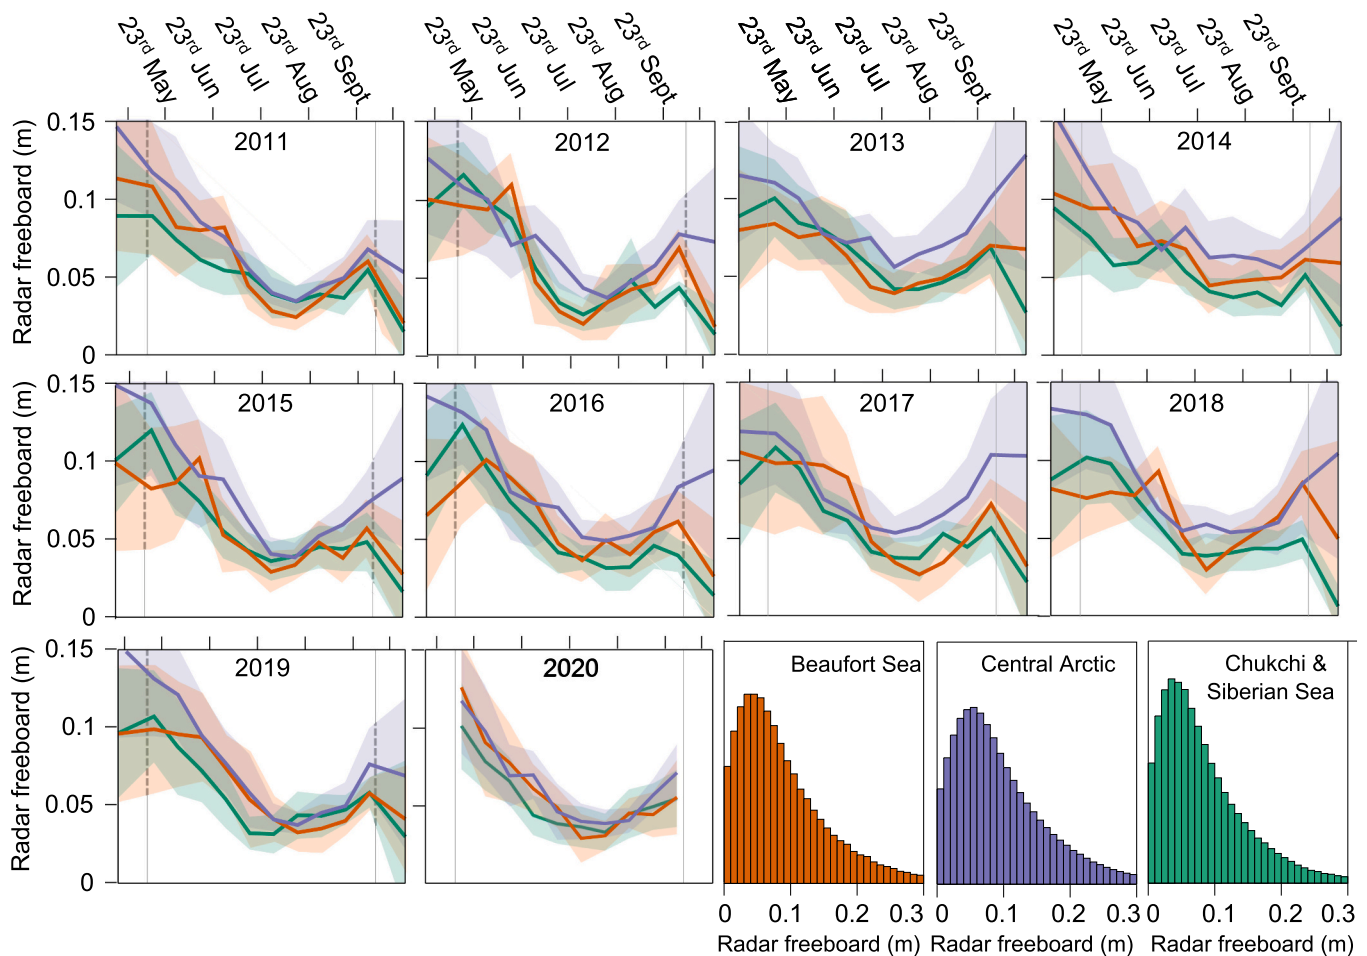 23rd May 23rd Jun 23rd Jul 23rd Aug 23rd Sept
23rd May 23rd Jun 23rd Jul 23rd Aug 23rd Sept
23rd May 23rd Jun 23rd Jul 23rd Aug 23rd Sept
23rd May 23rd Jun 23rd Jul 23rd Aug 23rd Sept
Radar freeboard (m)
0.15
0.1
0.05
0
2011
2012
2013
2014
Radar freeboard (m)
0.15
0.1
0.05
0
2015
2016
2017
2018
Radar freeboard (m)
0.15
0.1
0.05
0
2019
2020
Beaufort Sea
Central Arctic
Chukchi &
Siberian Sea
0 0.1 0.2 0.3
0 0.1 0.2 0.3
0 0.1 0.2 0.3
Radar freeboard (m)
Radar freeboard (m)
Radar freeboard (m)